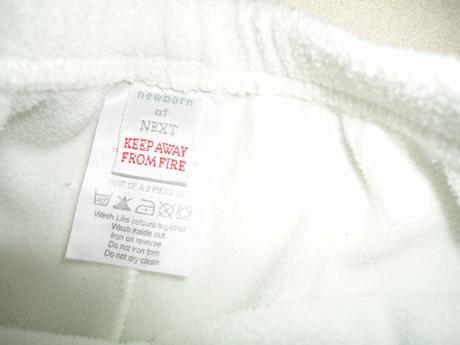 newborn
at
NEXT
KEEP AWAY
FROM FIRE
PART OF A 2 PIECE
40
Wash Like colours together
Wash inside out
Iron on reverse
Do not iron trim
Do not dry clean